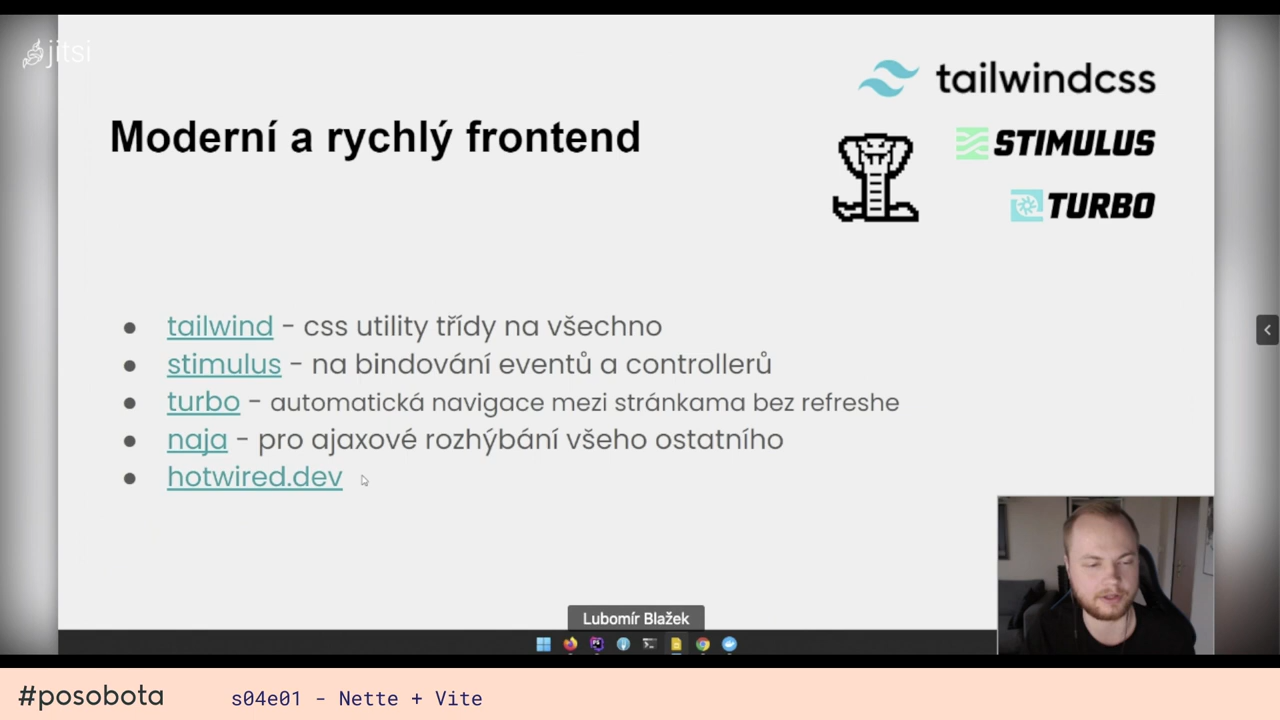 jitsi
tailwindcss
Moderní a rychlý frontend
STIMULUS
TURBO
● tailwind - css utility třídy na všechno
● stimulus - na bindování eventů a controllerů
● turbo - automatická navigace mezi stránkama bez refreshe
● naja - pro ajaxové rozhýbání všeho ostatního
● hotwired.dev
Lubomír Blažek
#posobota
s04e01 - Nette + Vite